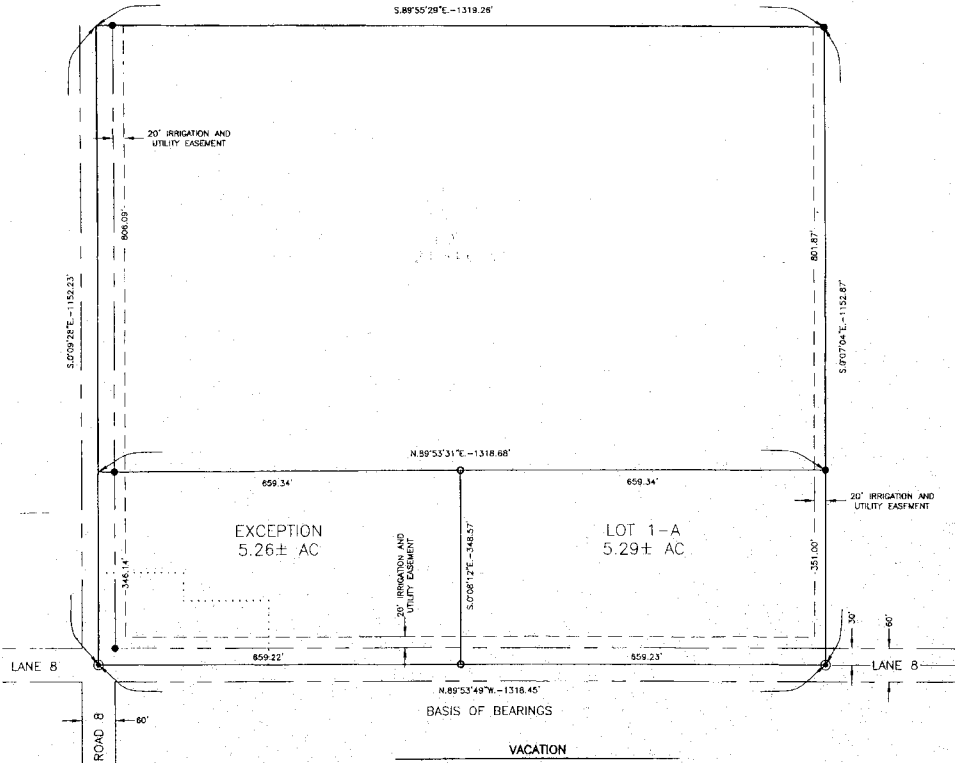 S.89°55'29"E.-1319.26'
20' IRRIGATION AND
UTILITY EASEMENT
806.09'
801.87'
S.0°09'28"E.-1152.23'
S.0°07'04"E.-1152.87'
N.89°53'31"E.-1318.68'
659.34'
659.34'
20' IRRIGATION AND
UTILITY EASEMENT
EXCEPTION
5.26± AC
LOT 1-A
5.29± AC
346.14'
20' IRRIGATION AND
UTILITY EASEMENT
S.0°08'12"E.-348.57'
351.00'
30'
60'
LANE 8
659.22'
659.23'
LANE 8
N.89°53'49"W.-1318.45'
BASIS OF BEARINGS
ROAD 8
60'
VACATION